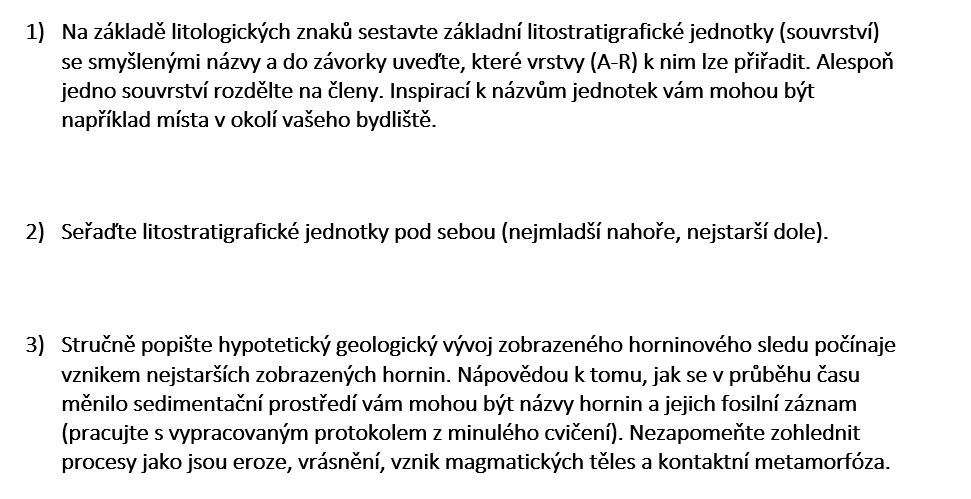 1) Na základě litologických znaků sestavte základní litostratigrafické jednotky (souvrství)
se smyšlenými názvy a do závorky uveďte, které vrstvy (A-R) k nim lze přiřadit. Alespoň
jedno souvrství rozdělte na členy. Inspirací k názvům jednotek vám mohou být
například místa v okolí vašeho bydliště.
2) Seřaďte litostratigrafické jednotky pod sebou (nejmladší nahoře, nejstarší dole).
3) Stručně popište hypotetický geologický vývoj zobrazeného horninového sledu počínaje
vznikem nejstarších zobrazených hornin. Nápovědou k tomu, jak se v průběhu času
měnilo sedimentační prostředí vám mohou být názvy hornin a jejich fosilní záznam
(pracujte s vypracovaným protokolem z minulého cvičení). Nezapomeňte zohlednit
procesy jako jsou eroze, vrásnění, vznik magmatických těles a kontaktní metamorfóza.